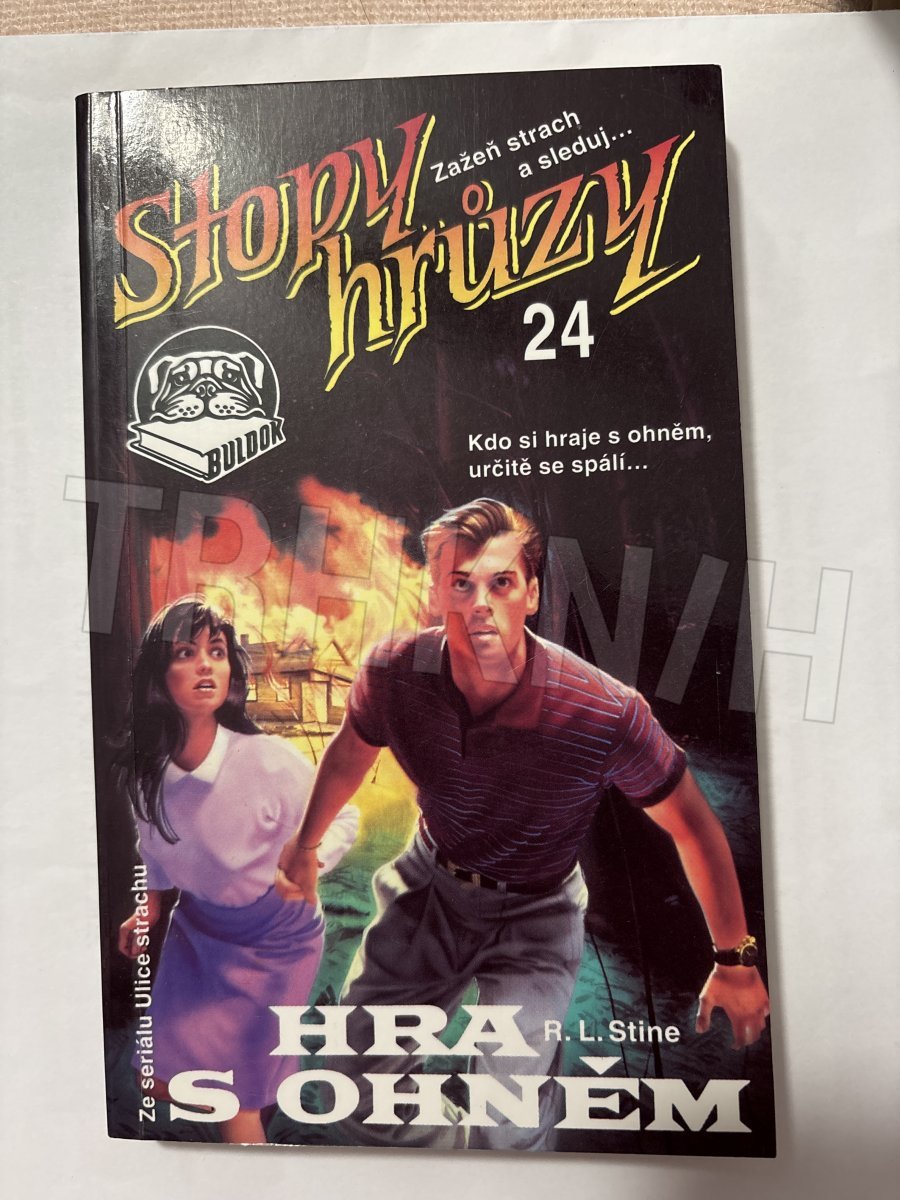 Zažeň strach
a sleduj...
Stopy
hrůzy
24
BULDOK
Kdo si hraje s ohněm,
určitě se spálí...
Ze seriálu Ulice strachu
HRA
R. L. Stine
S OHNĚM